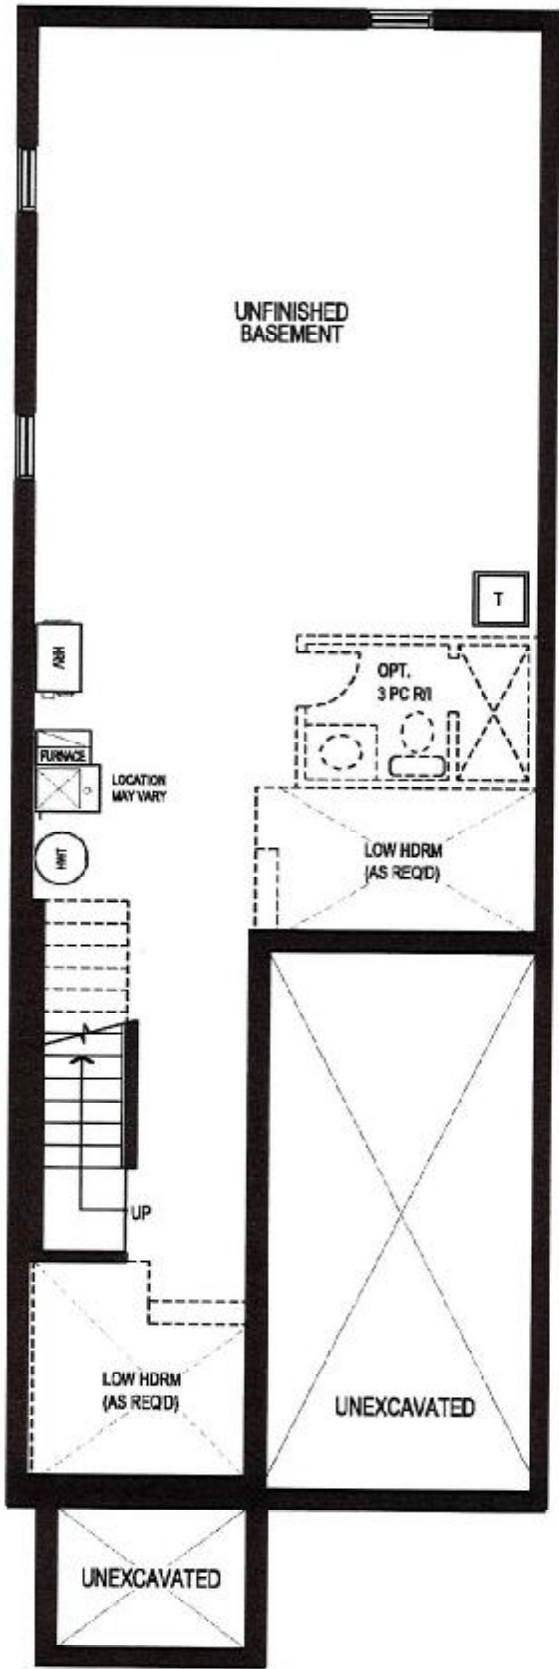 UNFINISHED
BASEMENT
T
HRV
OPT.
3 PC R/I
FURNACE
LOCATION
MAY VARY
HWT
LOW HDRM
(AS REQ'D)
UP
LOW HDRM
(AS REQ'D)
UNEXCAVATED
UNEXCAVATED